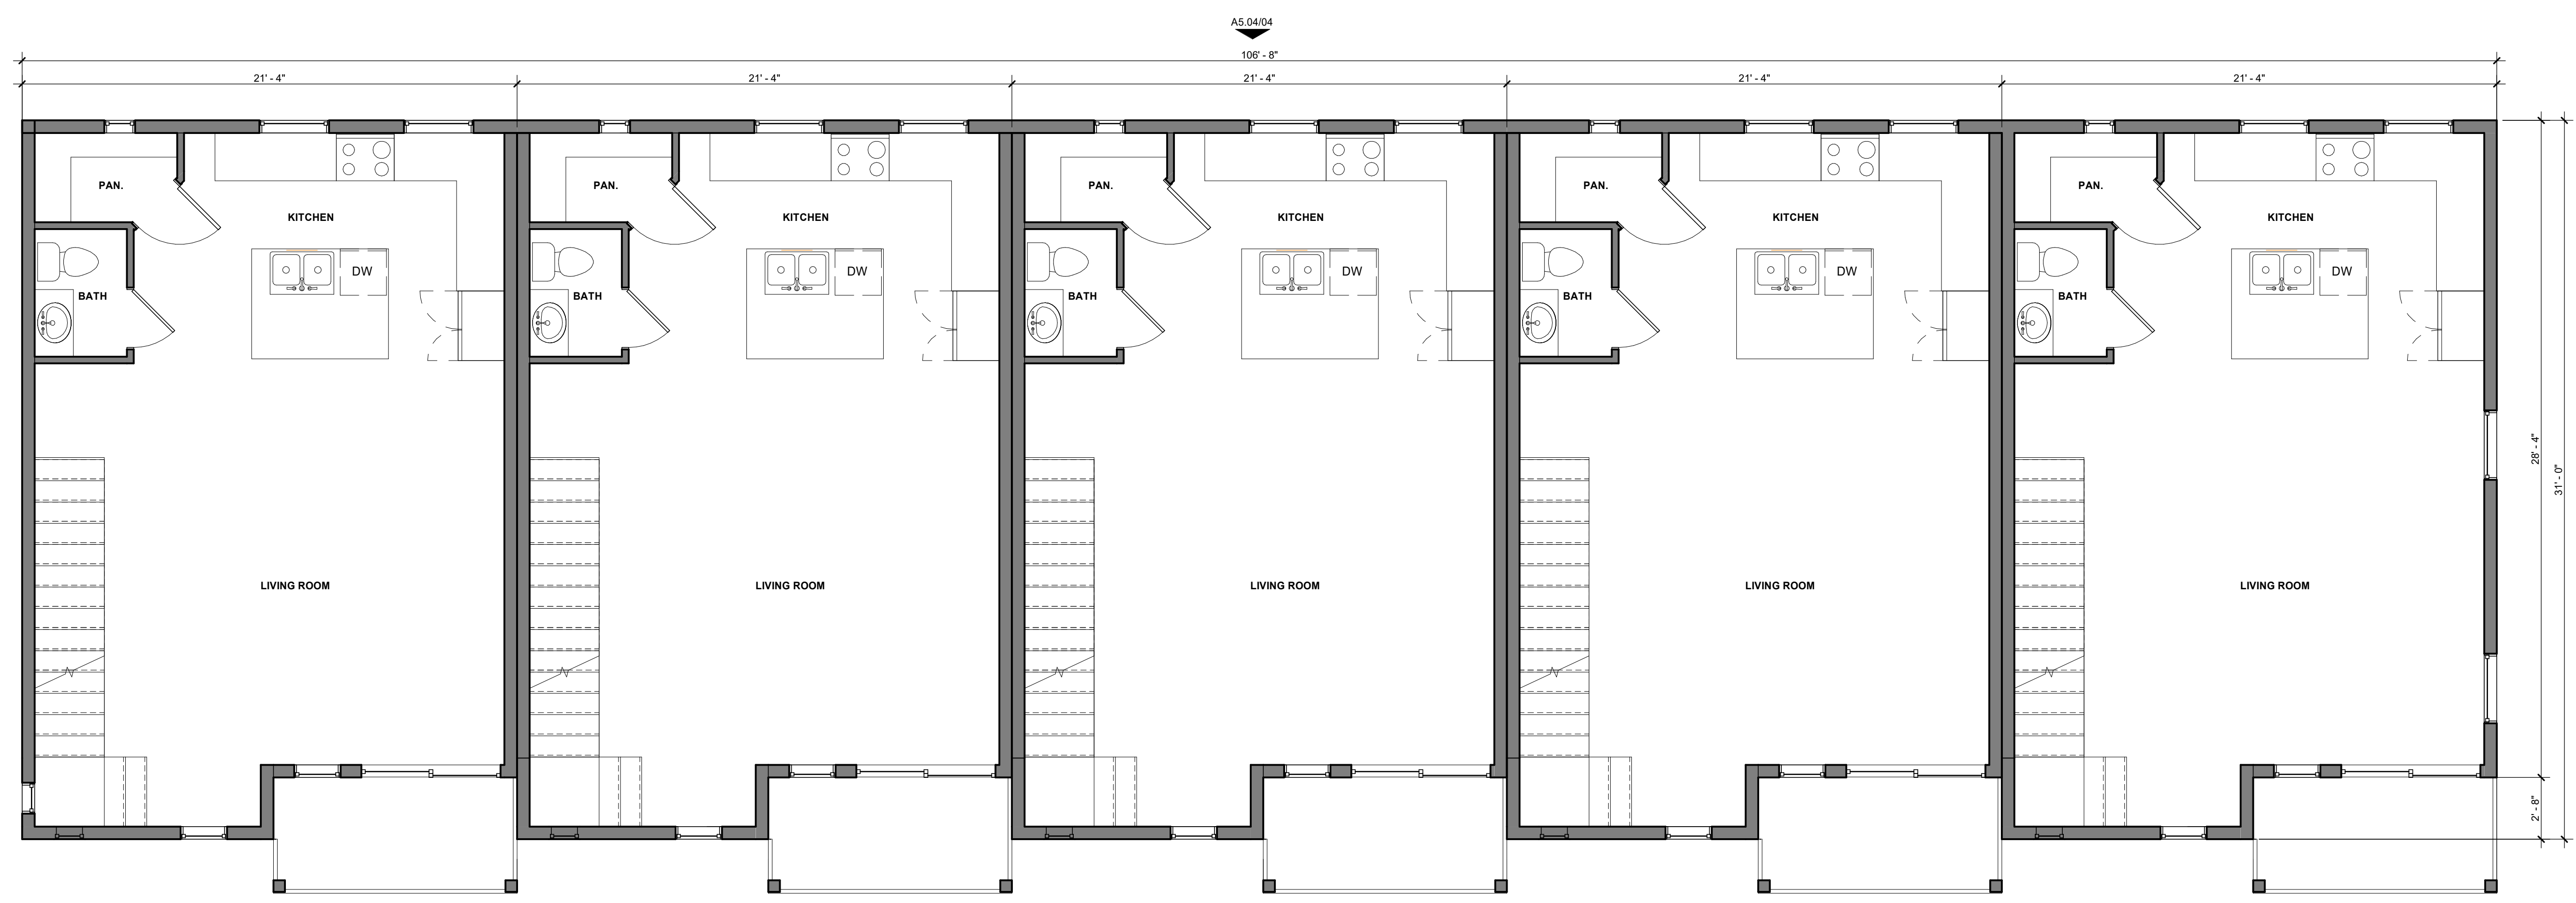 A5.04/04
106' - 8"
21' - 4"
21' - 4"
21' - 4"
21' - 4"
21' - 4"
PAN.
PAN.
PAN.
PAN.
PAN.
KITCHEN
KITCHEN
KITCHEN
KITCHEN
KITCHEN
DW
DW
DW
DW
DW
BATH
BATH
BATH
BATH
BATH
28' - 4"
31' - 0"
LIVING ROOM
LIVING ROOM
LIVING ROOM
LIVING ROOM
LIVING ROOM
2' - 8"